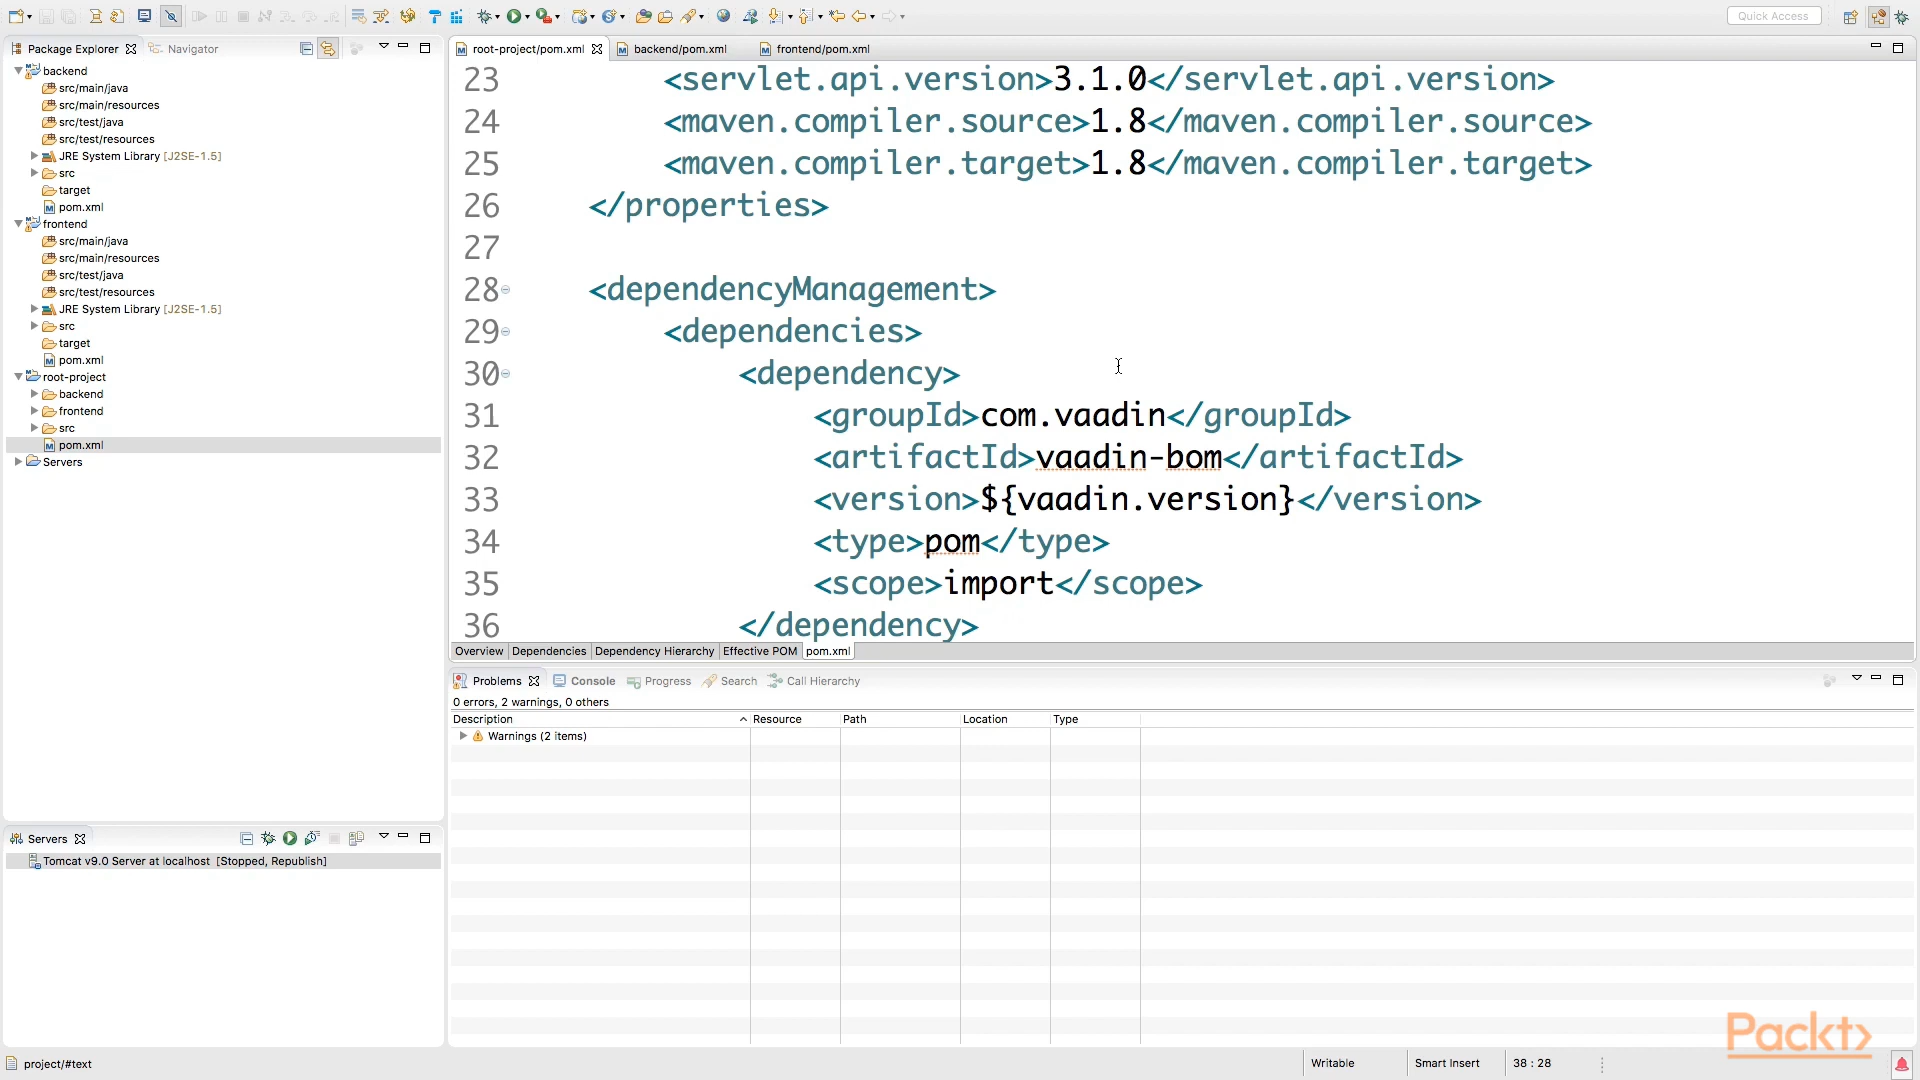 Quick Access
Package Explorer
Navigator
backend
src/main/java
src/main/resources
src/test/java
src/test/resources
JRE System Library [J2SE-1.5]
src
target
pom.xml
frontend
src/main/java
src/main/resources
src/test/java
src/test/resources
JRE System Library [J2SE-1.5]
src
target
pom.xml
root-project
backend
frontend
src
pom.xml
Servers
root-project/pom.xml
backend/pom.xml
frontend/pom.xml
23 <servlet.api.version>3.1.0</servlet.api.version>
24 <maven.compiler.source>1.8</maven.compiler.source>
25 <maven.compiler.target>1.8</maven.compiler.target>
26 </properties>
27
28 <dependencyManagement>
29 <dependencies>
30 <dependency>
31 <groupId>com.vaadin</groupId>
32 <artifactId>vaadin-bom</artifactId>
33 <version>${vaadin.version}</version>
34 <type>pom</type>
35 <scope>import</scope>
36 </dependency>
Overview Dependencies Dependency Hierarchy Effective POM pom.xml
Problems Console Progress Search Call Hierarchy
0 errors, 2 warnings, 0 others
Description Resource Path Location Type
Warnings (2 items)
Servers
Tomcat v9.0 Server at localhost [Stopped, Republish]
Packt>
project/#text
Writable Smart Insert 38 : 28